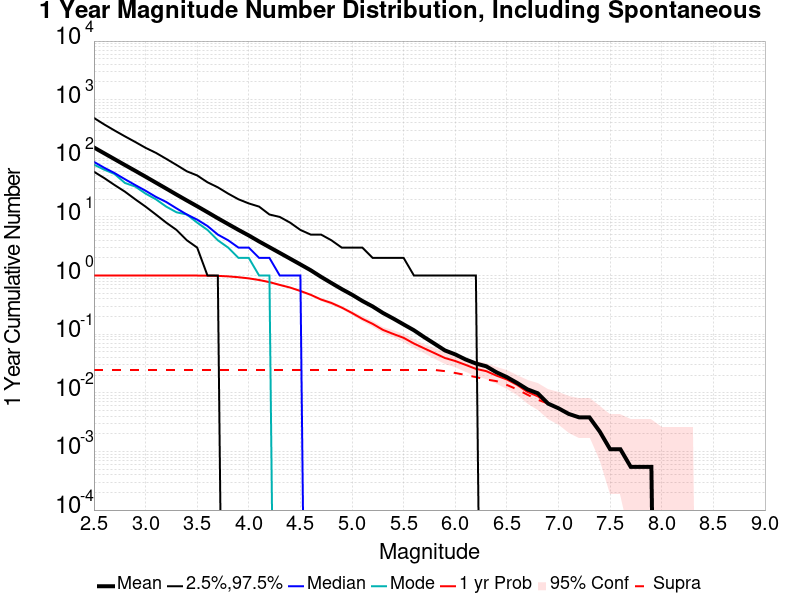 1 Year Magnitude Number Distribution, Including Spontaneous
10^4
10^3
10^2
10^1
10^0
10^-1
10^-2
10^-3
10^-4
1 Year Cumulative Number
2.5 3.0 3.5 4.0 4.5 5.0 5.5 6.0 6.5 7.0 7.5 8.0 8.5 9.0
Magnitude
Mean 2.5%,97.5% Median Mode 1 yr Prob 95% Conf Supra